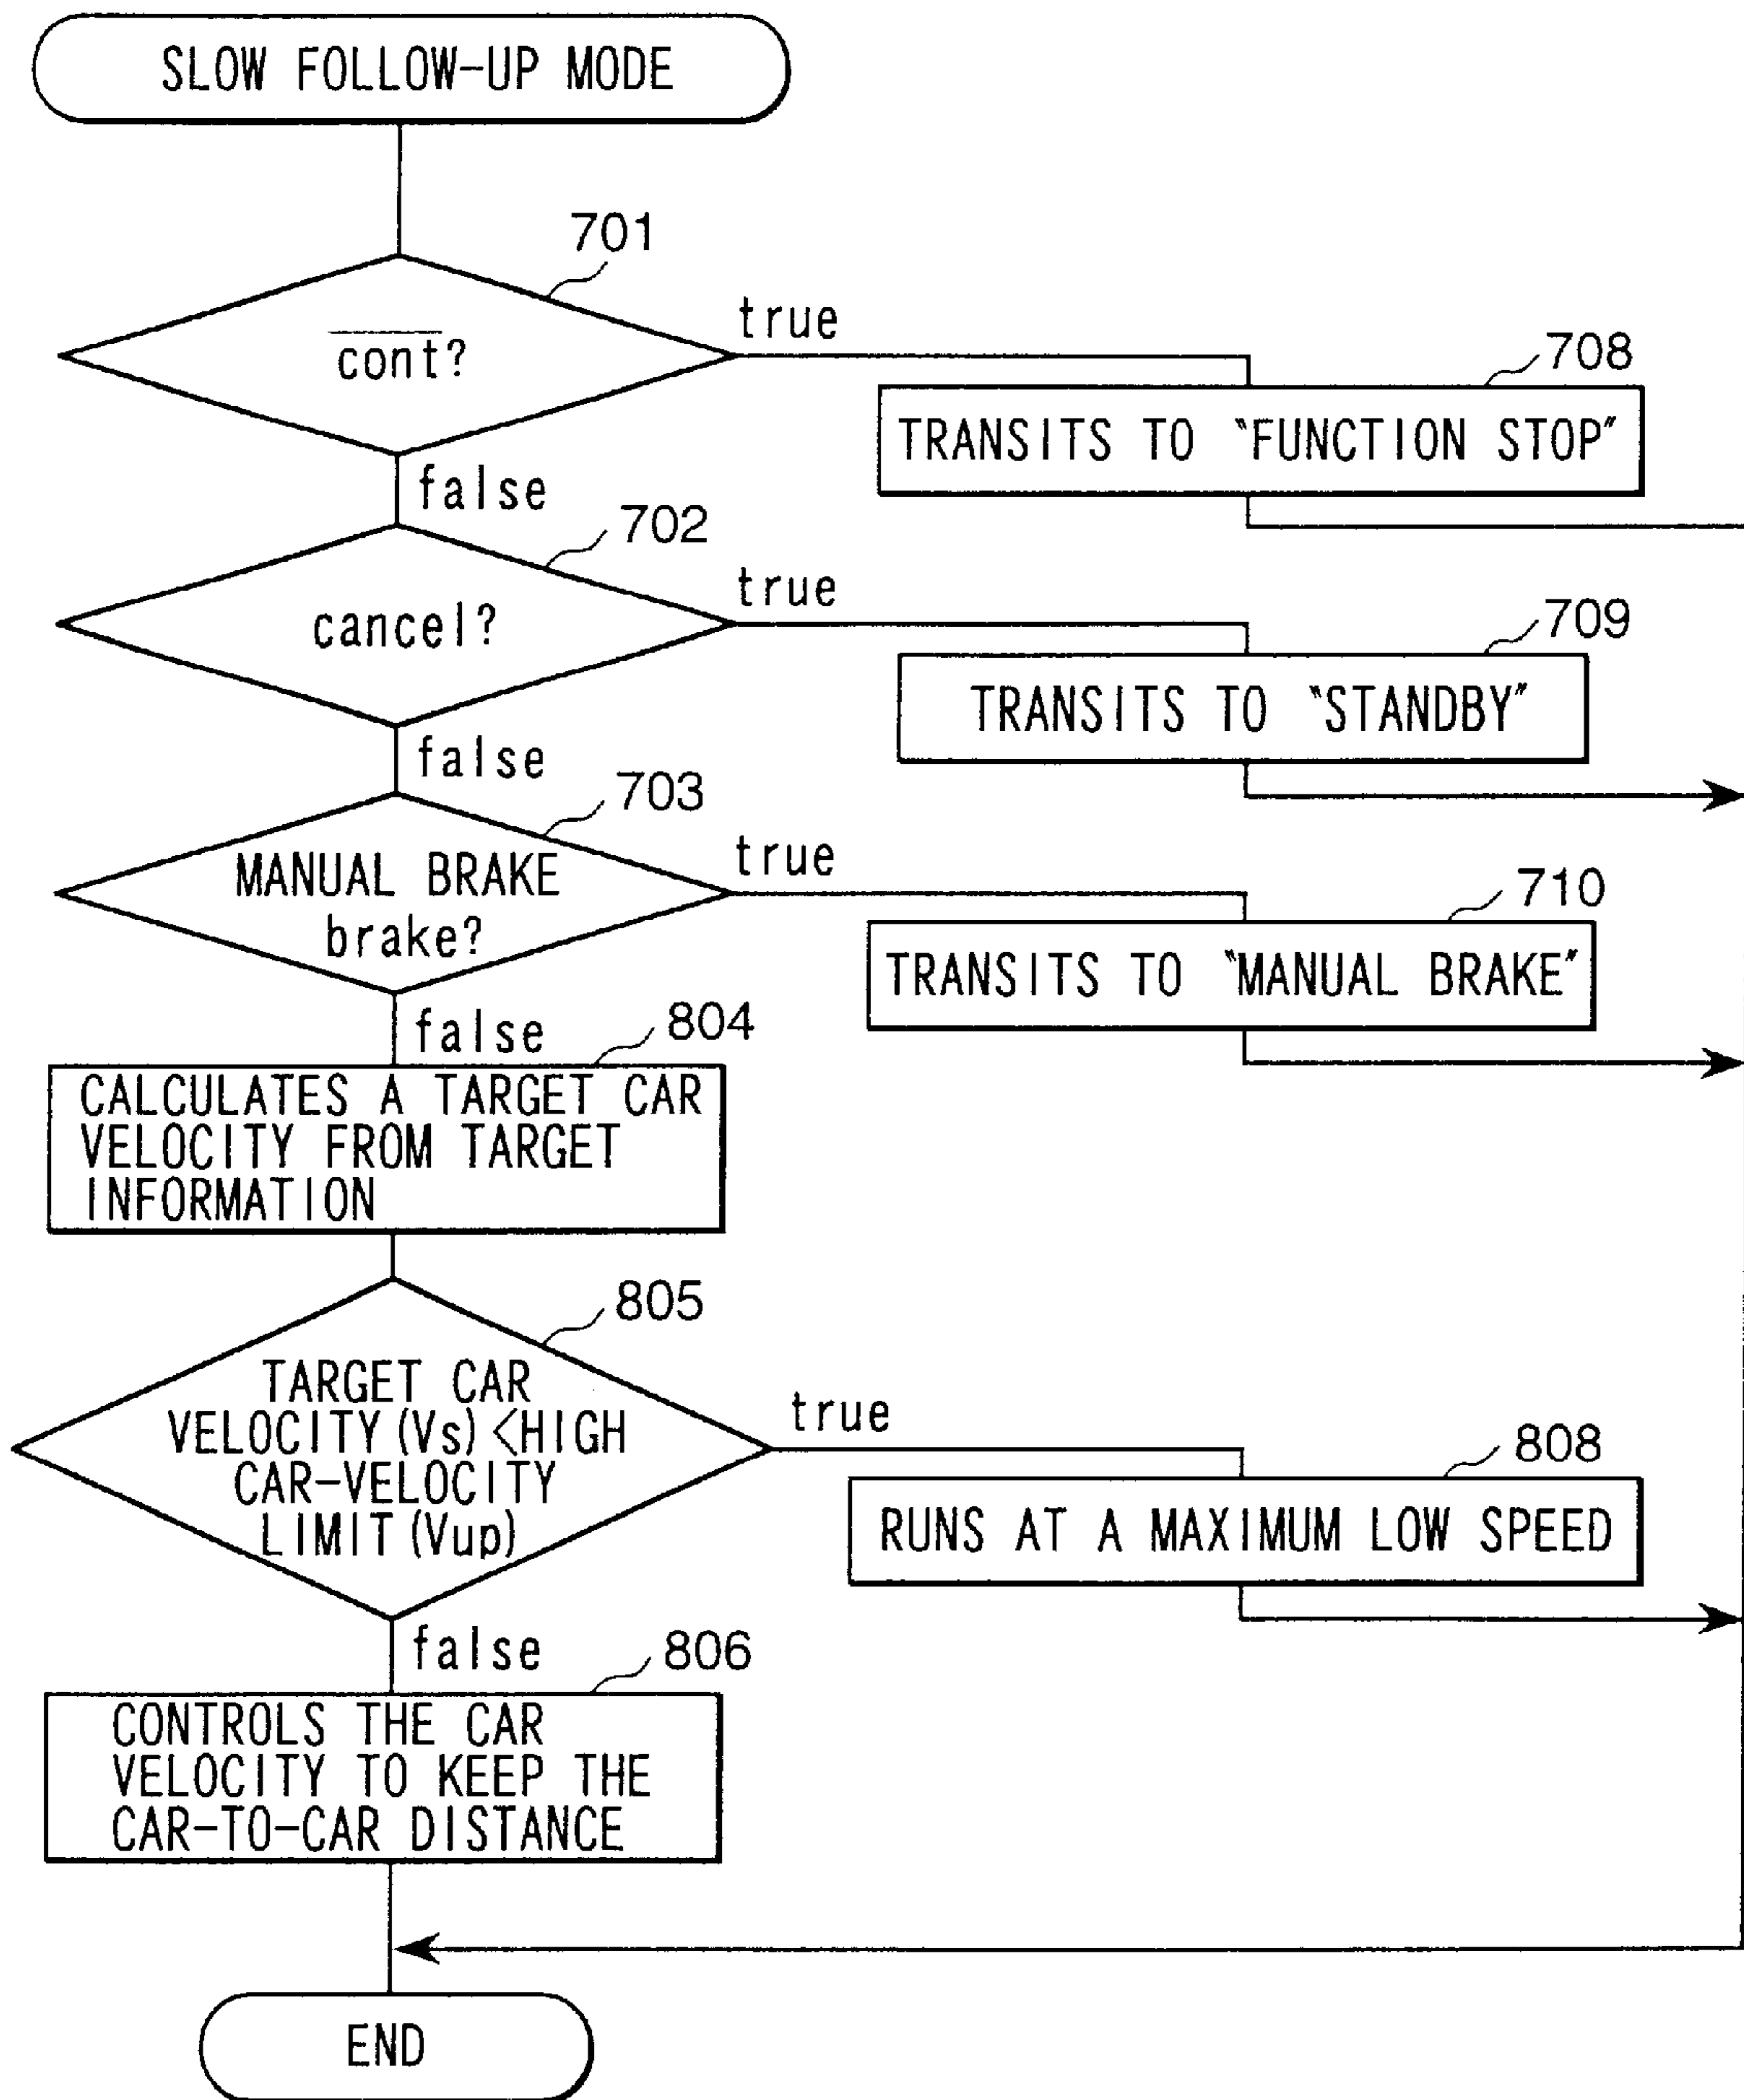 SLOW FOLLOW-UP MODE
701
c̅o̅n̅t̅?
true
708
TRANSITS TO "FUNCTION STOP"
false
702
cancel?
true
709
TRANSITS TO "STANDBY"
false
703
MANUAL BRAKE
brake?
true
710
TRANSITS TO "MANUAL BRAKE"
false
804
CALCULATES A TARGET CAR
VELOCITY FROM TARGET
INFORMATION
805
TARGET CAR
VELOCITY(Vs)<HIGH
CAR-VELOCITY
LIMIT(Vup)
true
808
RUNS AT A MAXIMUM LOW SPEED
false
806
CONTROLS THE CAR
VELOCITY TO KEEP THE
CAR-TO-CAR DISTANCE
END